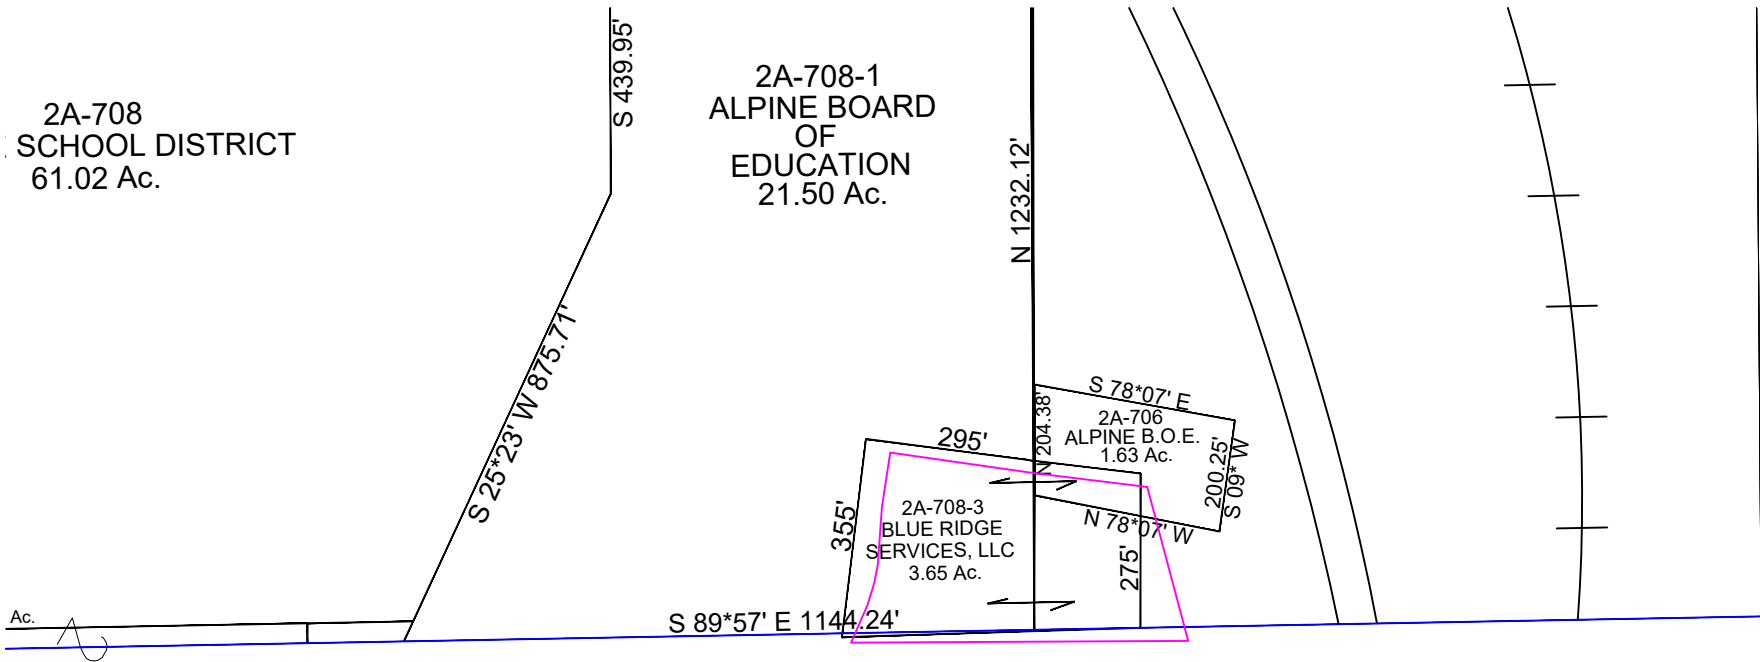 2A-708
SCHOOL DISTRICT
61.02 Ac.
S 439.95'
2A-708-1
ALPINE BOARD
OF
EDUCATION
21.50 Ac.
N 1232.12'
S 25*23' W 875.71'
S 78*07' E
2A-706
ALPINE B.O.E.
1.63 Ac.
N 204.38'
200.25'
S 09* W
N 78*07' W
295'
355'
2A-708-3
BLUE RIDGE
SERVICES, LLC
3.65 Ac.
275'
S 89*57' E 1144.24'
Ac.